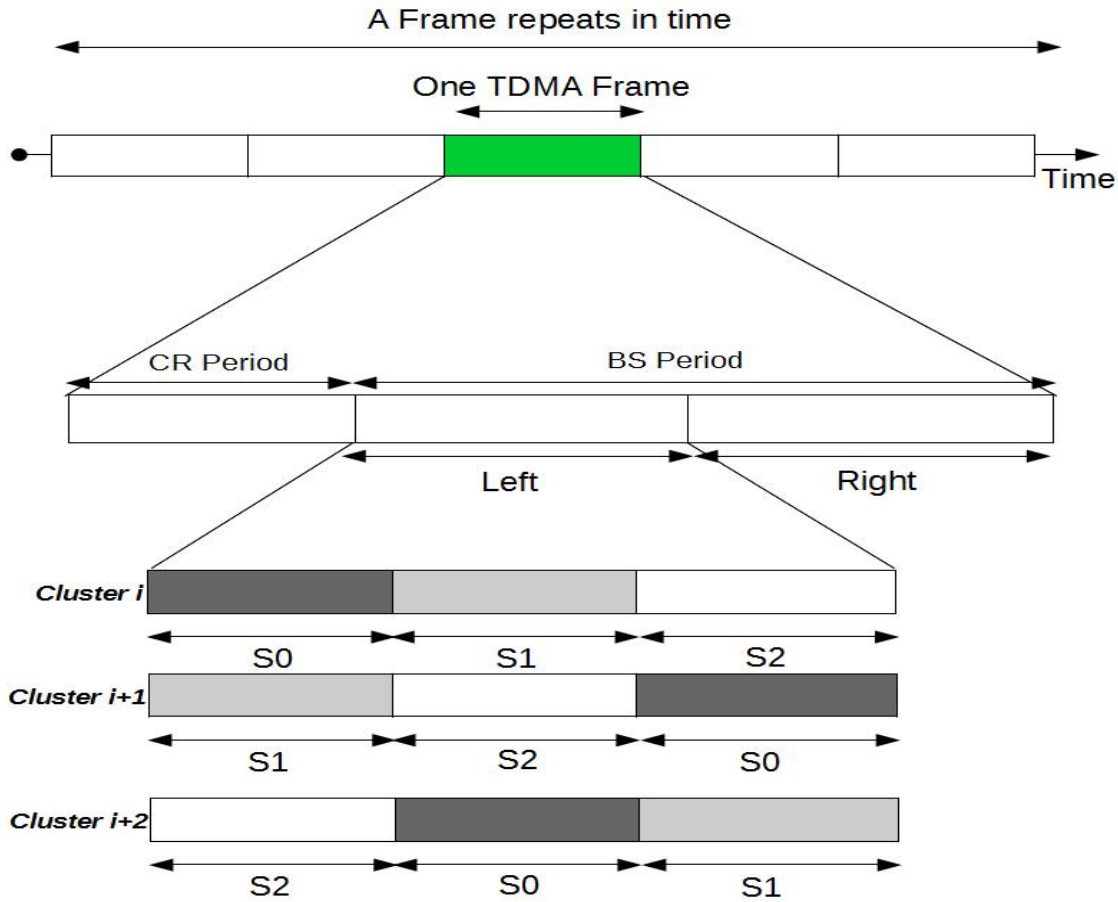 A Frame repeats in time
One TDMA Frame
Time
CR Period
BS Period
Left
Right
Cluster i
S0
S1
S2
Cluster i+1
S1
S2
S0
Cluster i+2
S2
S0
S1